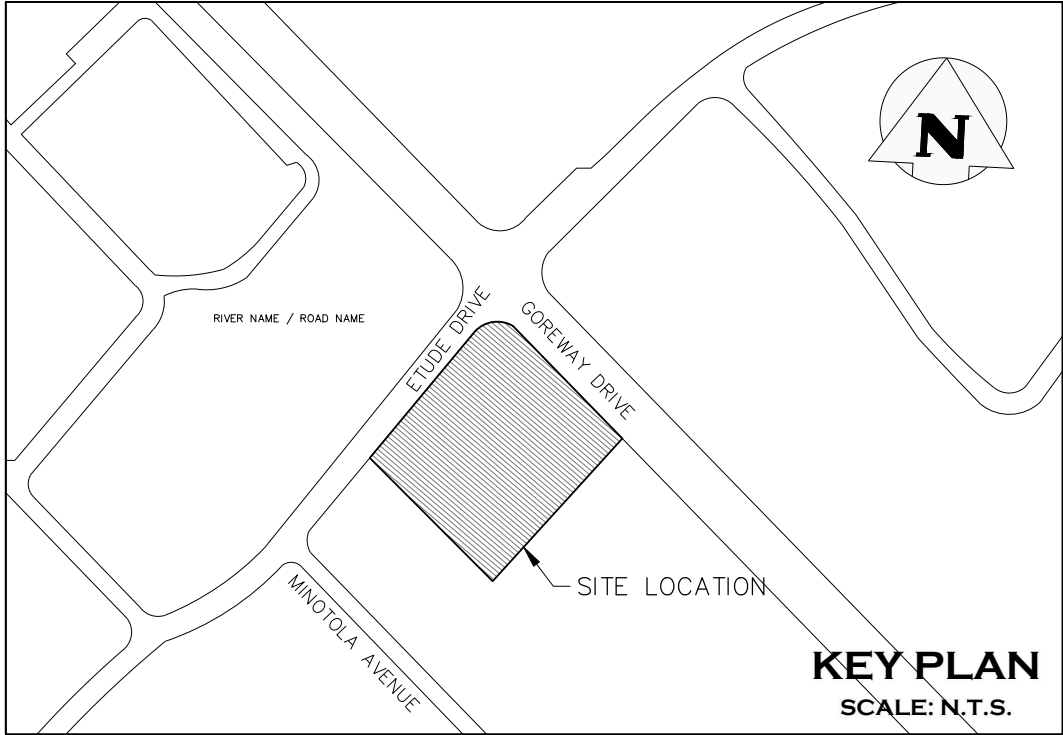 N
RIVER NAME / ROAD NAME
ETUDE DRIVE
GOREWAY DRIVE
SITE LOCATION
MINOTOLA AVENUE
KEY PLAN
SCALE: N.T.S.